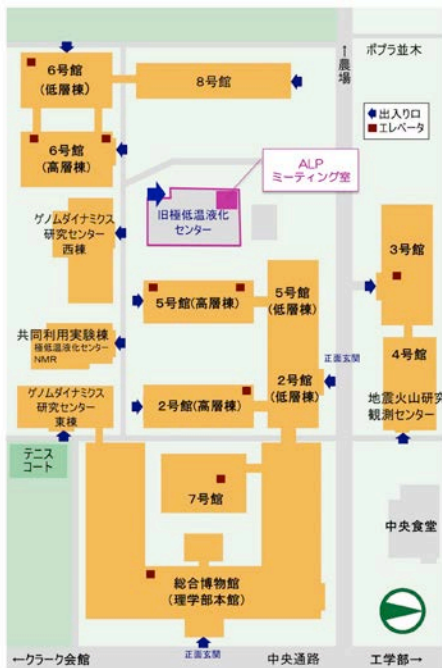 6号館
(低層棟)
8号館
↑農場
ポプラ並木
出入り口
エレベータ
6号館
(高層棟)
ALP
ミーティング室
旧極低温液化
センター
ゲノムダイナミクス
研究センター
西棟
3号館
5号館(高層棟)
5号館
(低層棟)
共同利用実験棟
極低温液化センター
NMR
正面玄関
4号館
ゲノムダイナミクス
研究センター
東棟
2号館(高層棟)
2号館
(低層棟)
地震火山研究
観測センター
テニス
コート
7号館
中央食堂
総合博物館
(理学部本館)
←クラーク会館
正面玄関
中央通路
工学部→